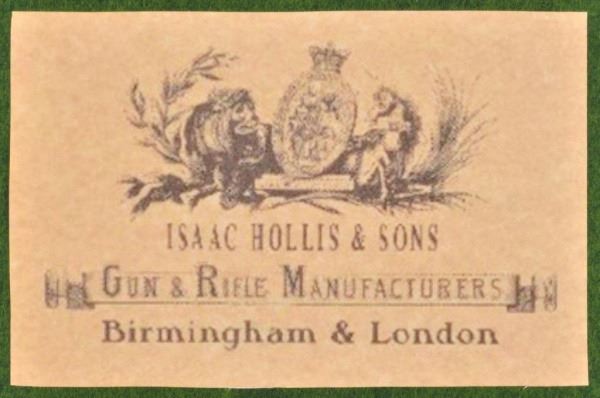 ISAAC HOLLIS & SONS
GUN & RIFLE MANUFACTURERS
Birmingham & London